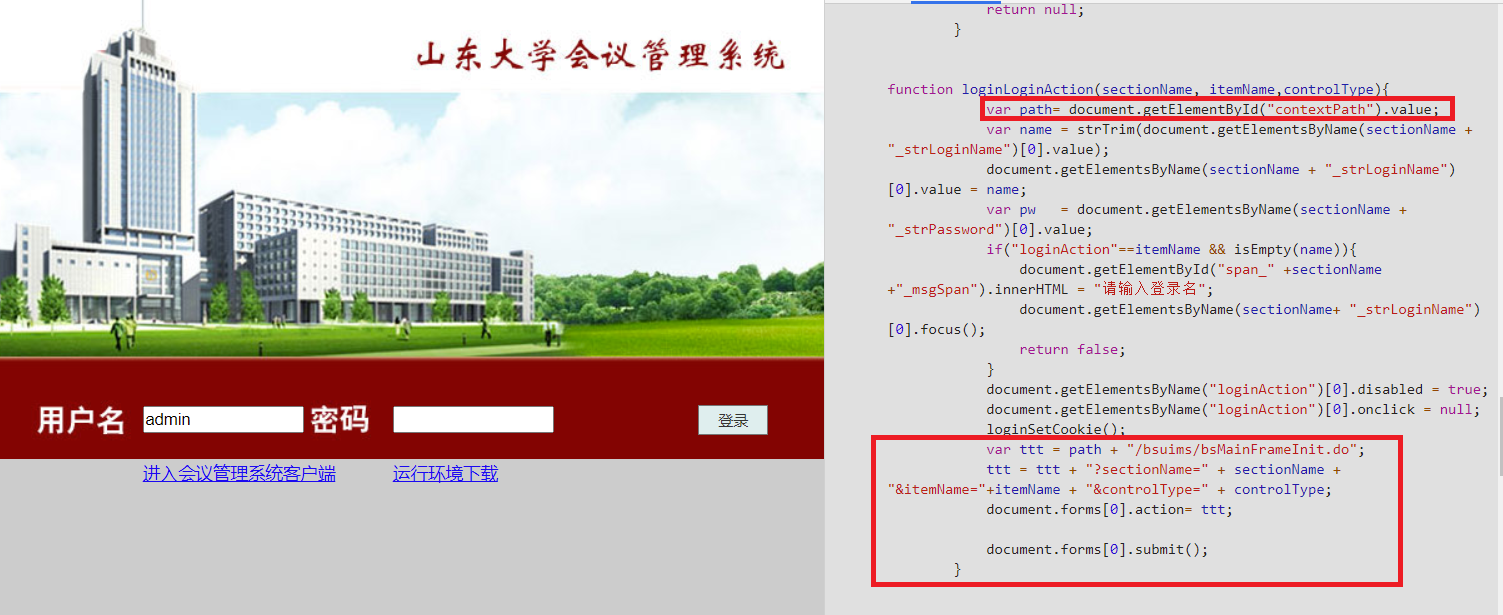 山东大学会议管理系统
用户名 admin 密码 登录
进入会议管理系统客户端 运行环境下载
return null;
}
function loginLoginAction(sectionName, itemName,controlType){
var path= document.getElementById("contextPath").value;
var name = strTrim(document.getElementsByName(sectionName +
"_strLoginName")[0].value);
document.getElementsByName(sectionName + "_strLoginName")
[0].value = name;
var pw   = document.getElementsByName(sectionName +
"_strPassword")[0].value;
if("loginAction"==itemName && isEmpty(name)){
document.getElementById("span_" +sectionName
+"_msgSpan").innerHTML = "请输入登录名";
document.getElementsByName(sectionName+ "_strLoginName")
[0].focus();
return false;
}
document.getElementsByName("loginAction")[0].disabled = true;
document.getElementsByName("loginAction")[0].onclick = null;
loginSetCookie();
var ttt = path + "/bsuims/bsMainFrameInit.do";
ttt = ttt + "?sectionName=" + sectionName +
"&itemName="+itemName + "&controlType=" + controlType;
document.forms[0].action= ttt;
document.forms[0].submit();
}